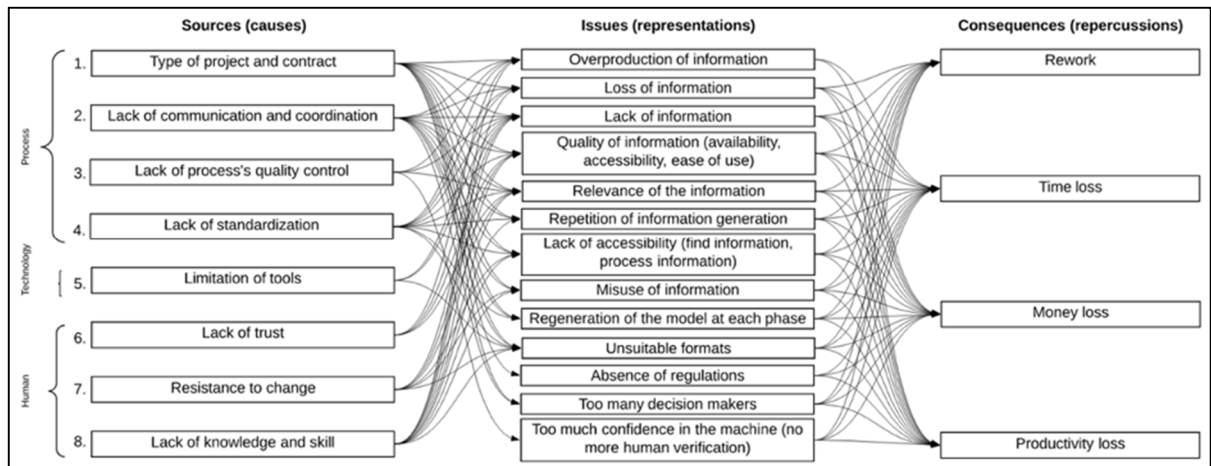 Sources (causes)
Issues (representations)
Consequences (repercussions)
Process
1. Type of project and contract
2. Lack of communication and coordination
3. Lack of process's quality control
4. Lack of standardization
Technology
5. Limitation of tools
Human
6. Lack of trust
7. Resistance to change
8. Lack of knowledge and skill
Overproduction of information
Loss of information
Lack of information
Quality of information (availability,
accessibility, ease of use)
Relevance of the information
Repetition of information generation
Lack of accessibility (find information,
process information)
Misuse of information
Regeneration of the model at each phase
Unsuitable formats
Absence of regulations
Too many decision makers
Too much confidence in the machine (no
more human verification)
Rework
Time loss
Money loss
Productivity loss